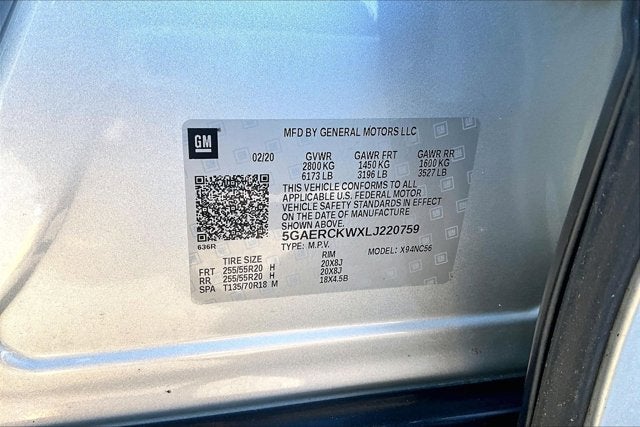 GM
MFD BY GENERAL MOTORS LLC
02/20 GVWR GAWR FRT GAWR RR
2800 KG 1450 KG 1600 KG
6173 LB 3196 LB 3527 LB
THIS VEHICLE CONFORMS TO ALL
APPLICABLE U.S. FEDERAL MOTOR
VEHICLE SAFETY STANDARDS IN EFFECT
ON THE DATE OF MANUFACTURE
SHOWN ABOVE.
636R 5GAERCKWXLJ220759
TYPE: M.P.V. MODEL: X94NC56
TIRE SIZE RIM
FRT 255/55R20 H 20X8J
RR 255/55R20 H 20X8J
SPA T135/70R18 M 18X4.5B